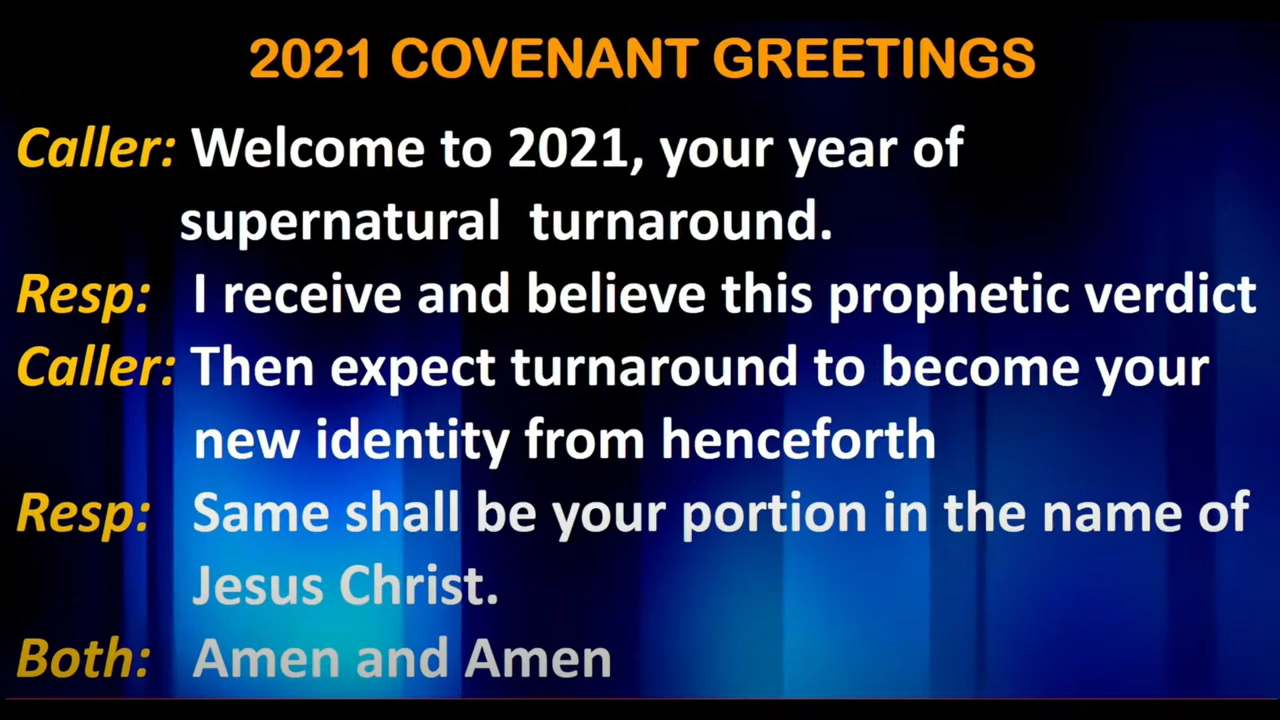 2021 COVENANT GREETINGS
Caller: Welcome to 2021, your year of
supernatural turnaround.
Resp: I receive and believe this prophetic verdict
Caller: Then expect turnaround to become your
new identity from henceforth
Resp: Same shall be your portion in the name of
Jesus Christ.
Both: Amen and Amen